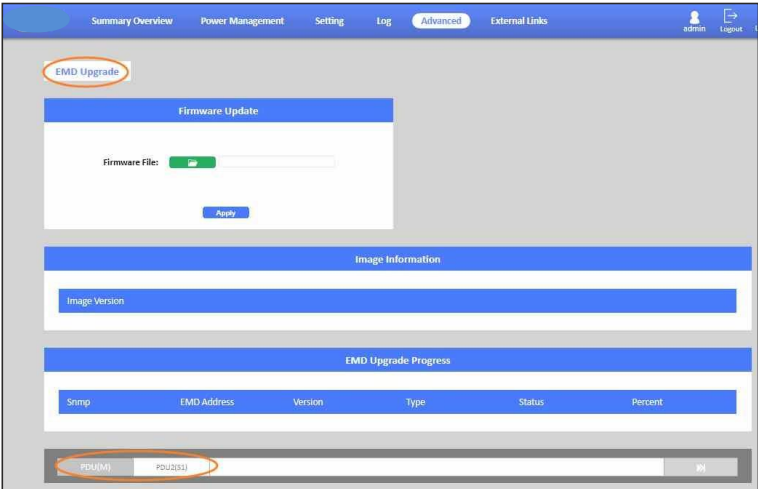 Summary Overview Power Management Setting Log Advanced External Links admin Logout
EMD Upgrade
Firmware Update
Firmware File:
Apply
Image Information
Image Version
EMD Upgrade Progress
Snmp EMD Address Version Type Status Percent
PDU(M) PDU2(S1)